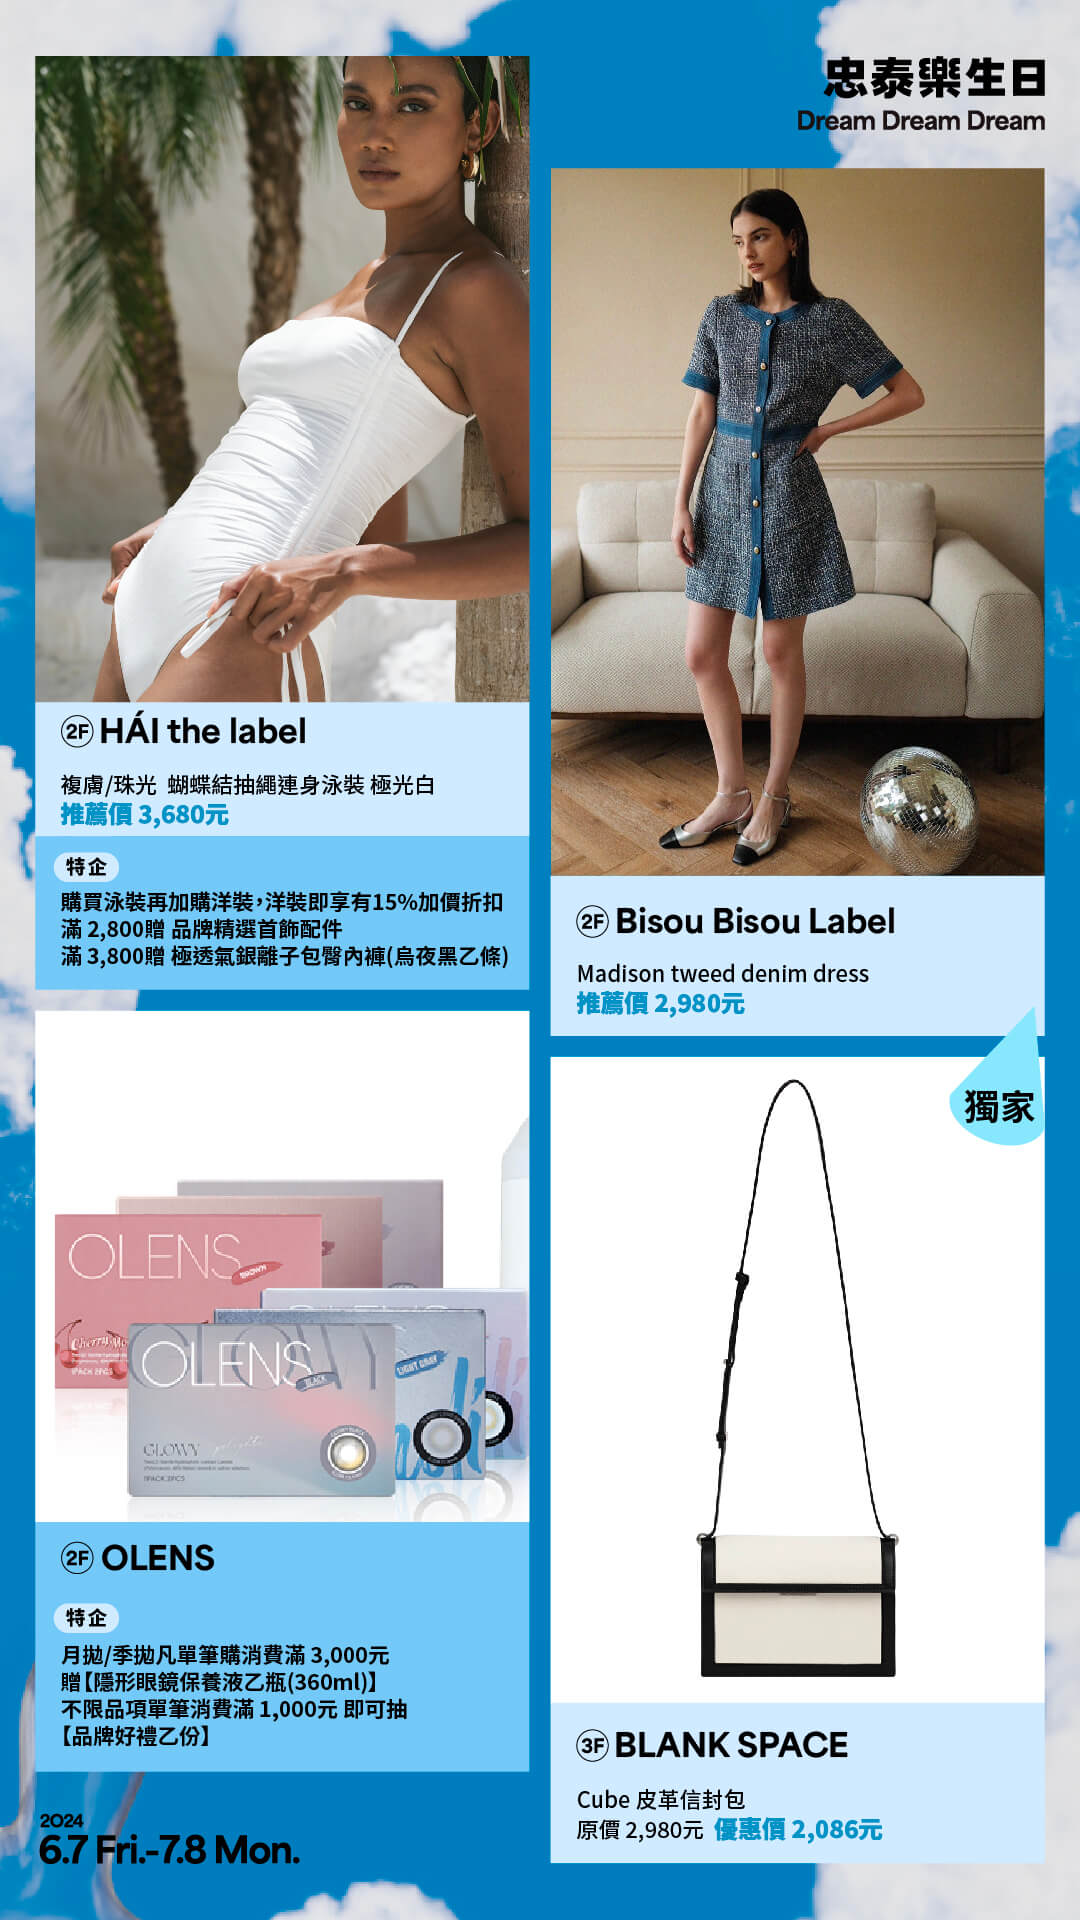 忠泰樂生日
Dream Dream Dream
2F HÁI the label
複膚/珠光 蝴蝶結抽繩連身泳裝 極光白
推薦價 3,680元
特企
購買泳裝再加購洋裝，洋裝即享有15%加價折扣
滿 2,800贈 品牌精選首飾配件
滿 3,800贈 極透氣銀離子包臀內褲(烏夜黑乙條)
2F Bisou Bisou Label
Madison tweed denim dress
推薦價 2,980元
OLENS
BROWN
1PACK 2PCS
OLENS
BLACK
GLOWY
1PACK 2PCS
LIGHT GRAY
2F OLENS
特企
月拋/季拋凡單筆購消費滿 3,000元
贈【隱形眼鏡保養液乙瓶(360ml)】
不限品項單筆消費滿 1,000元 即可抽
【品牌好禮乙份】
獨家
3F BLANK SPACE
Cube 皮革信封包
原價 2,980元 優惠價 2,086元
2024
6.7 Fri.-7.8 Mon.